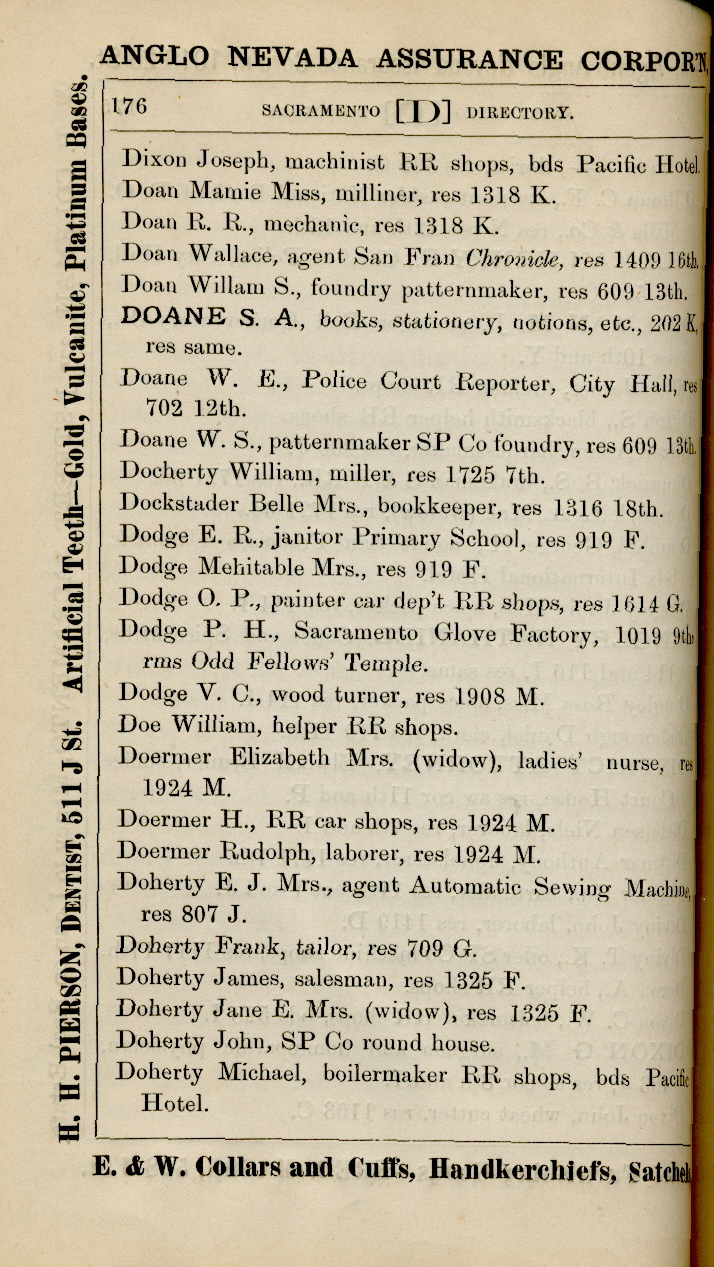 ANGLO NEVADA ASSURANCE CORPOR'N,
176 SACRAMENTO [D] DIRECTORY.
Dixon Joseph, machinist RR shops, bds Pacific Hotel.
Doan Mamie Miss, milliner, res 1318 K.
Doan R. R., mechanic, res 1318 K.
Doan Wallace, agent San Fran Chronicle, res 1409 16th.
Doan Willam S., foundry patternmaker, res 609 13th.
DOANE S. A., books, stationery, notions, etc., 202 K,
res same.
Doane W. E., Police Court Reporter, City Hall, res
702 12th.
Doane W. S., patternmaker SP Co foundry, res 609 13th.
Docherty William, miller, res 1725 7th.
Dockstader Belle Mrs., bookkeeper, res 1316 18th.
Dodge E. R., janitor Primary School, res 919 F.
Dodge Mehitable Mrs., res 919 F.
Dodge O. P., painter car dep't RR shops, res 1614 G.
Dodge P. H., Sacramento Glove Factory, 1019 9th,
rms Odd Fellows' Temple.
Dodge V. C., wood turner, res 1908 M.
Doe William, helper RR shops.
Doermer Elizabeth Mrs. (widow), ladies' nurse, res
1924 M.
Doermer H., RR car shops, res 1924 M.
Doermer Rudolph, laborer, res 1924 M.
Doherty E. J. Mrs., agent Automatic Sewing Machine,
res 807 J.
Doherty Frank, tailor, res 709 G.
Doherty James, salesman, res 1325 F.
Doherty Jane E. Mrs. (widow), res 1325 F.
Doherty John, SP Co round house.
Doherty Michael, boilermaker RR shops, bds Pacific
Hotel.
E. & W. Collars and Cuffs, Handkerchiefs, Satchels
H. H. PIERSON, DENTIST, 511 J St. Artificial Teeth—Gold, Vulcanite, Platinum Bases.